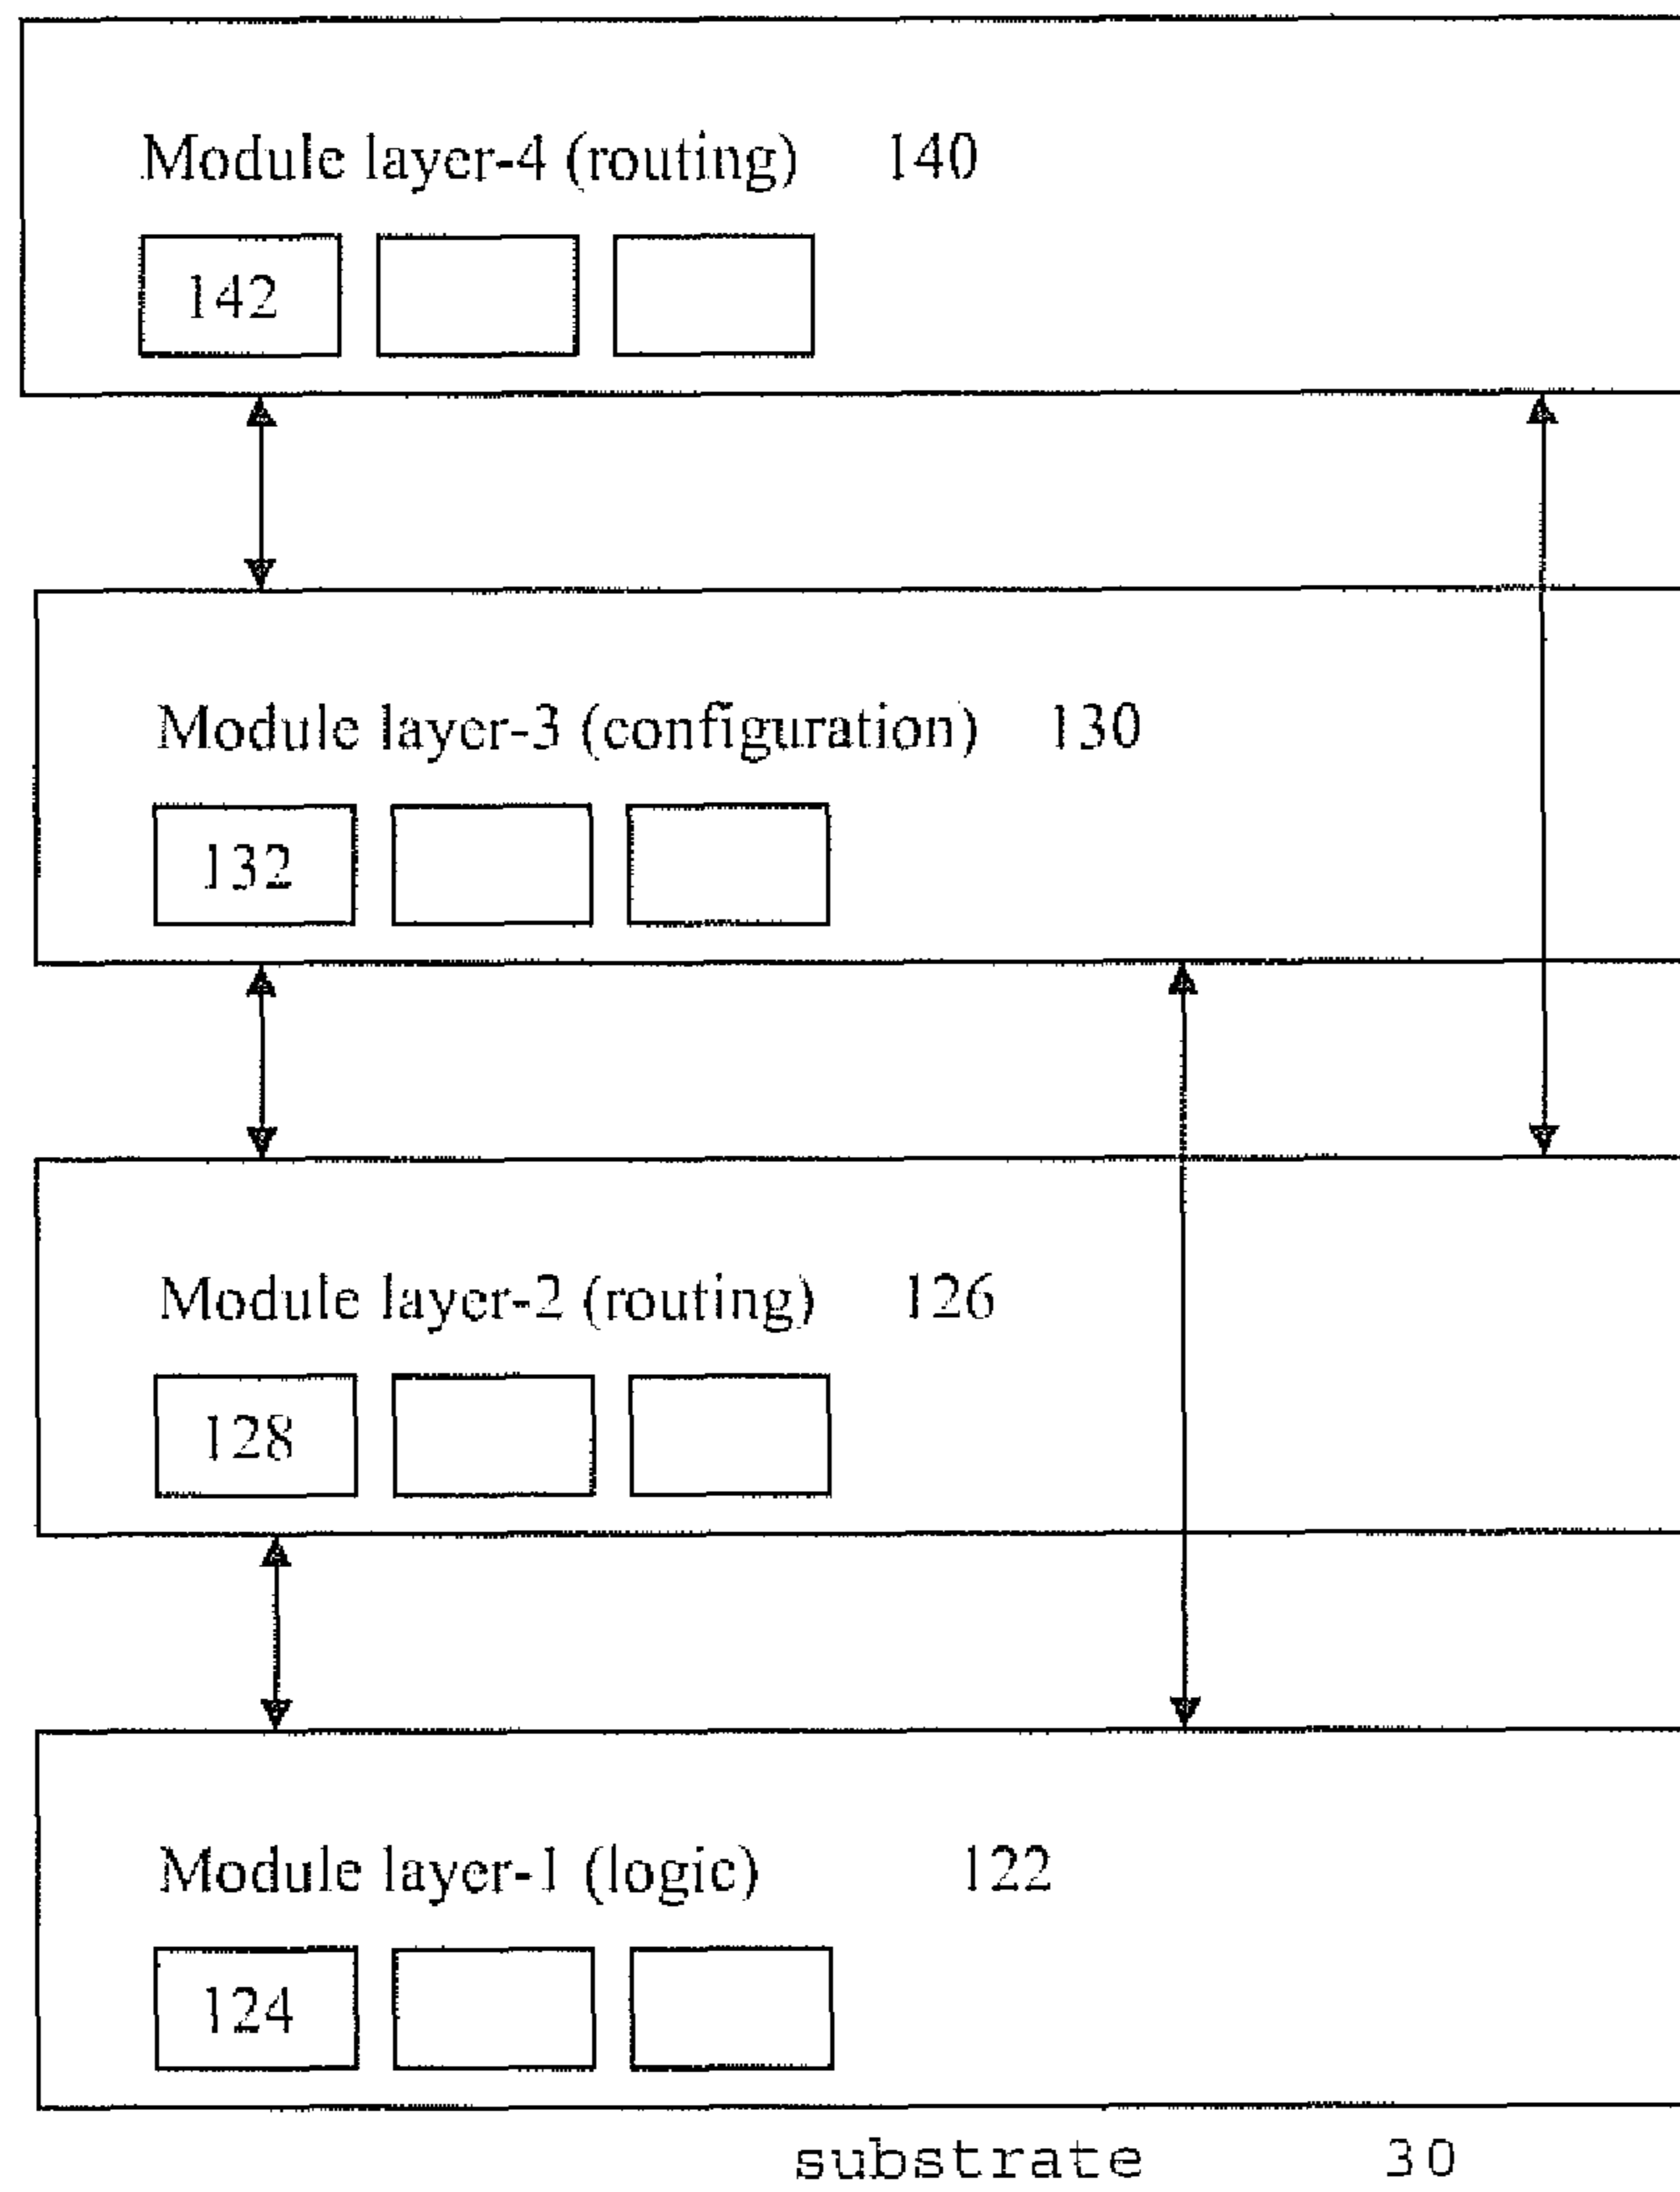 Module layer-4 (routing) 140
142
Module layer-3 (configuration) 130
132
Module layer-2 (routing) 126
128
Module layer-1 (logic) 122
124
substrate 30